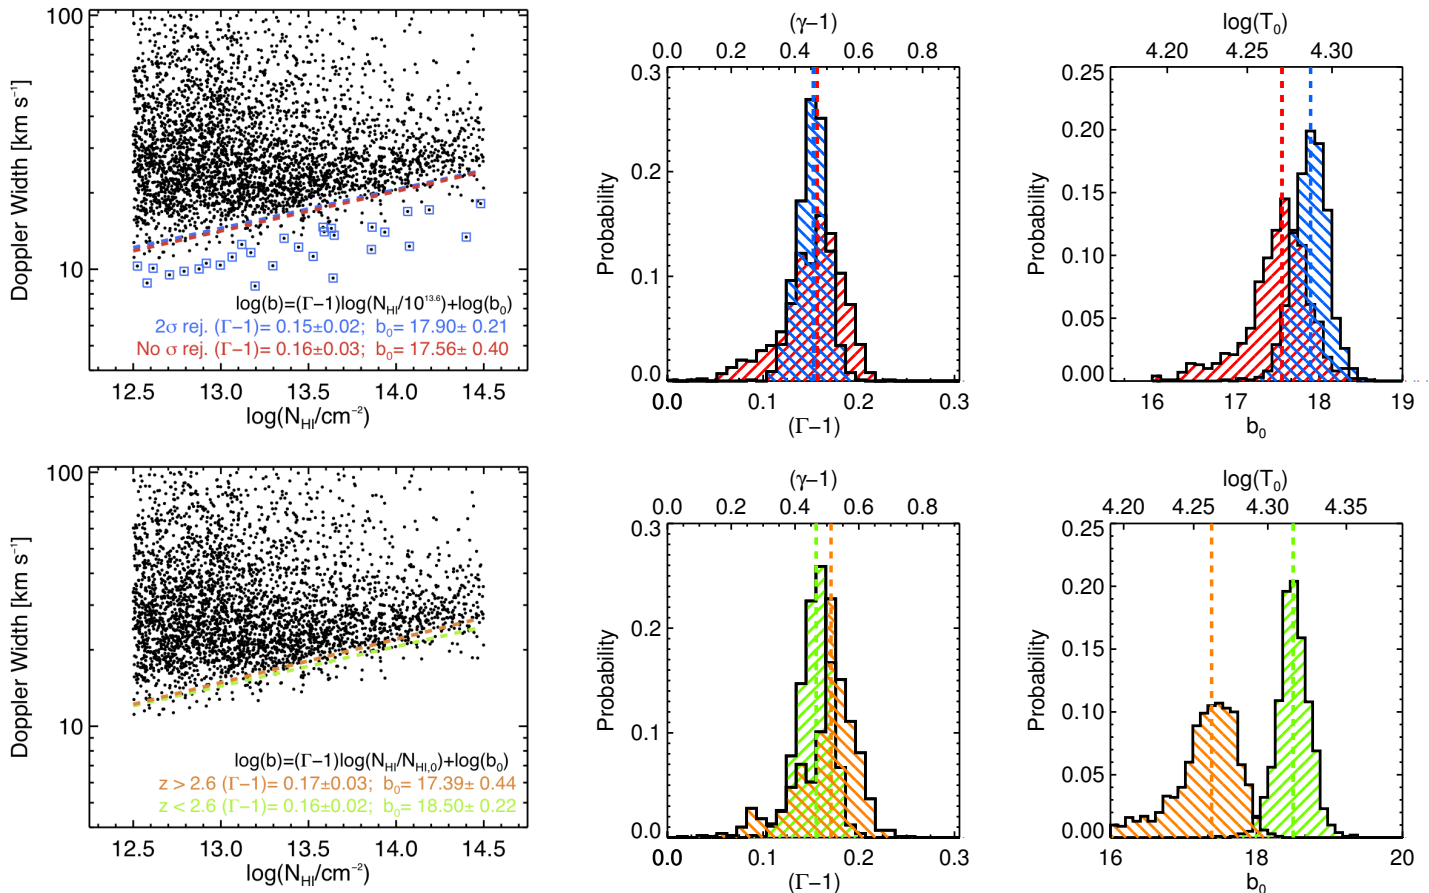 100
10
Doppler Width [km s⁻¹]
log(b)=(Γ−1)log(N_HI/10^13.6)+log(b₀)
2σ rej. (Γ−1)= 0.15±0.02; b₀= 17.90± 0.21
No σ rej. (Γ−1)= 0.16±0.03; b₀= 17.56± 0.40
12.5 13.0 13.5 14.0 14.5
log(N_HI/cm⁻²)
(γ−1)
0.0 0.2 0.4 0.6 0.8
0.3
0.2
0.1
0.0
Probability
0.0 0.1 0.2 0.3
(Γ−1)
log(T₀)
4.20 4.27 4.30
0.25
0.20
0.15
0.10
0.05
0.00
Probability
16 17 18 19
b₀
100
10
Doppler Width [km s⁻¹]
log(b)=(Γ−1)log(N_HI/N_HI,0)+log(b₀)
z > 2.6 (Γ−1)= 0.17±0.03; b₀= 17.39± 0.44
z < 2.6 (Γ−1)= 0.16±0.02; b₀= 18.50± 0.22
12.5 13.0 13.5 14.0 14.5
log(N_HI/cm⁻²)
(γ−1)
0.0 0.2 0.4 0.6 0.8
0.3
0.2
0.1
0.0
Probability
0.0 0.1 0.2 0.3
(Γ−1)
log(T₀)
4.20 4.26 4.31 4.35
0.25
0.20
0.15
0.10
0.05
0.00
Probability
16 18 20
b₀